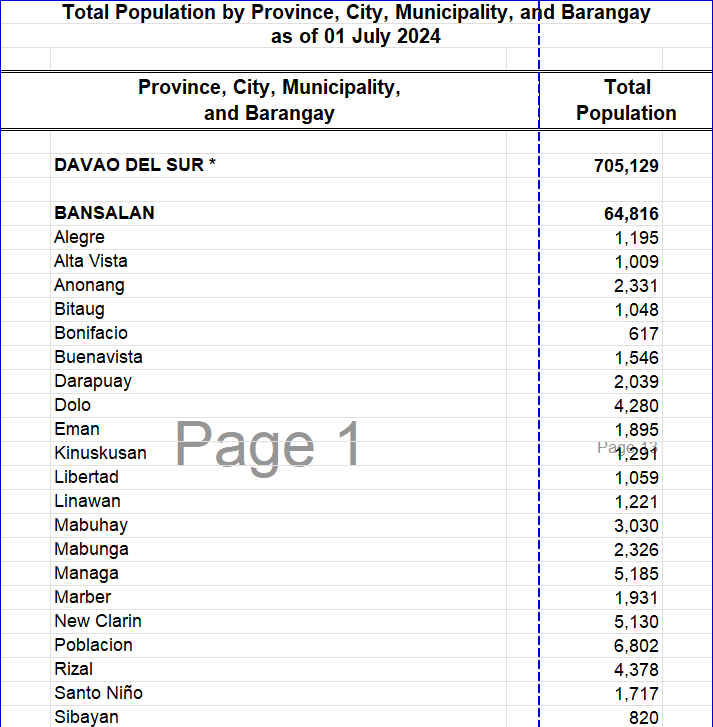 Total Population by Province, City, Municipality, and Barangay
as of 01 July 2024
Province, City, Municipality, and Barangay Total Population
DAVAO DEL SUR * 705,129
BANSALAN 64,816
Alegre 1,195
Alta Vista 1,009
Anonang 2,331
Bitaug 1,048
Bonifacio 617
Buenavista 1,546
Darapuay 2,039
Dolo 4,280
Eman 1,895
Page 1
Page 13
Kinuskusan 1,291
Libertad 1,059
Linawan 1,221
Mabuhay 3,030
Mabunga 2,326
Managa 5,185
Marber 1,931
New Clarin 5,130
Poblacion 6,802
Rizal 4,378
Santo Niño 1,717
Sibayan 820